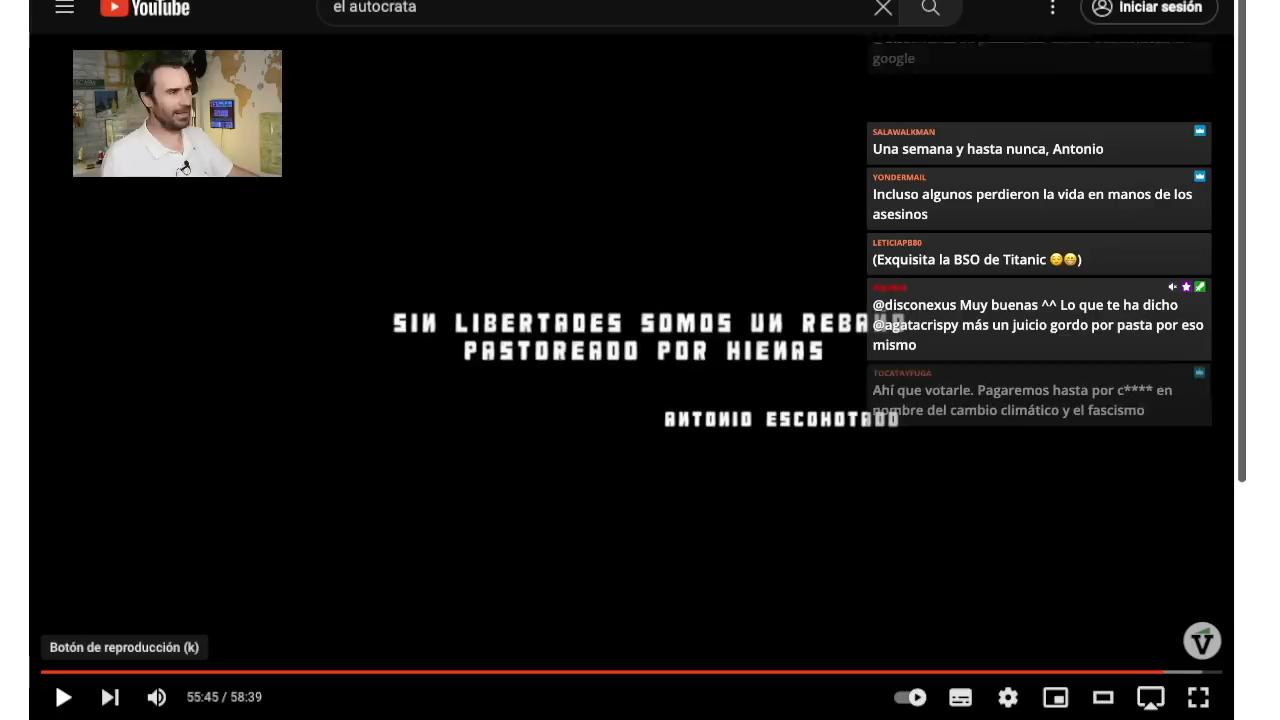 YouTube
el autocrata
Iniciar sesión
google
SALAWALKMAN
Una semana y hasta nunca, Antonio
YONDERMAIL
Incluso algunos perdieron la vida en manos de los
asesinos
LETICIAPB80
(Exquisita la BSO de Titanic 😔😁)
@disconexus Muy buenas ^^ Lo que te ha dicho
@agatacrispy más un juicio gordo por pasta por eso
mismo
TOCATAYFUGA
Ahí que votarle. Pagaremos hasta por c**** en
nombre del cambio climático y el fascismo
SIN LIBERTADES SOMOS UN REBAÑO
PASTOREADO POR HIENAS
ANTONIO ESCOHOTADO
Botón de reproducción (k)
V
55:45 / 58:39